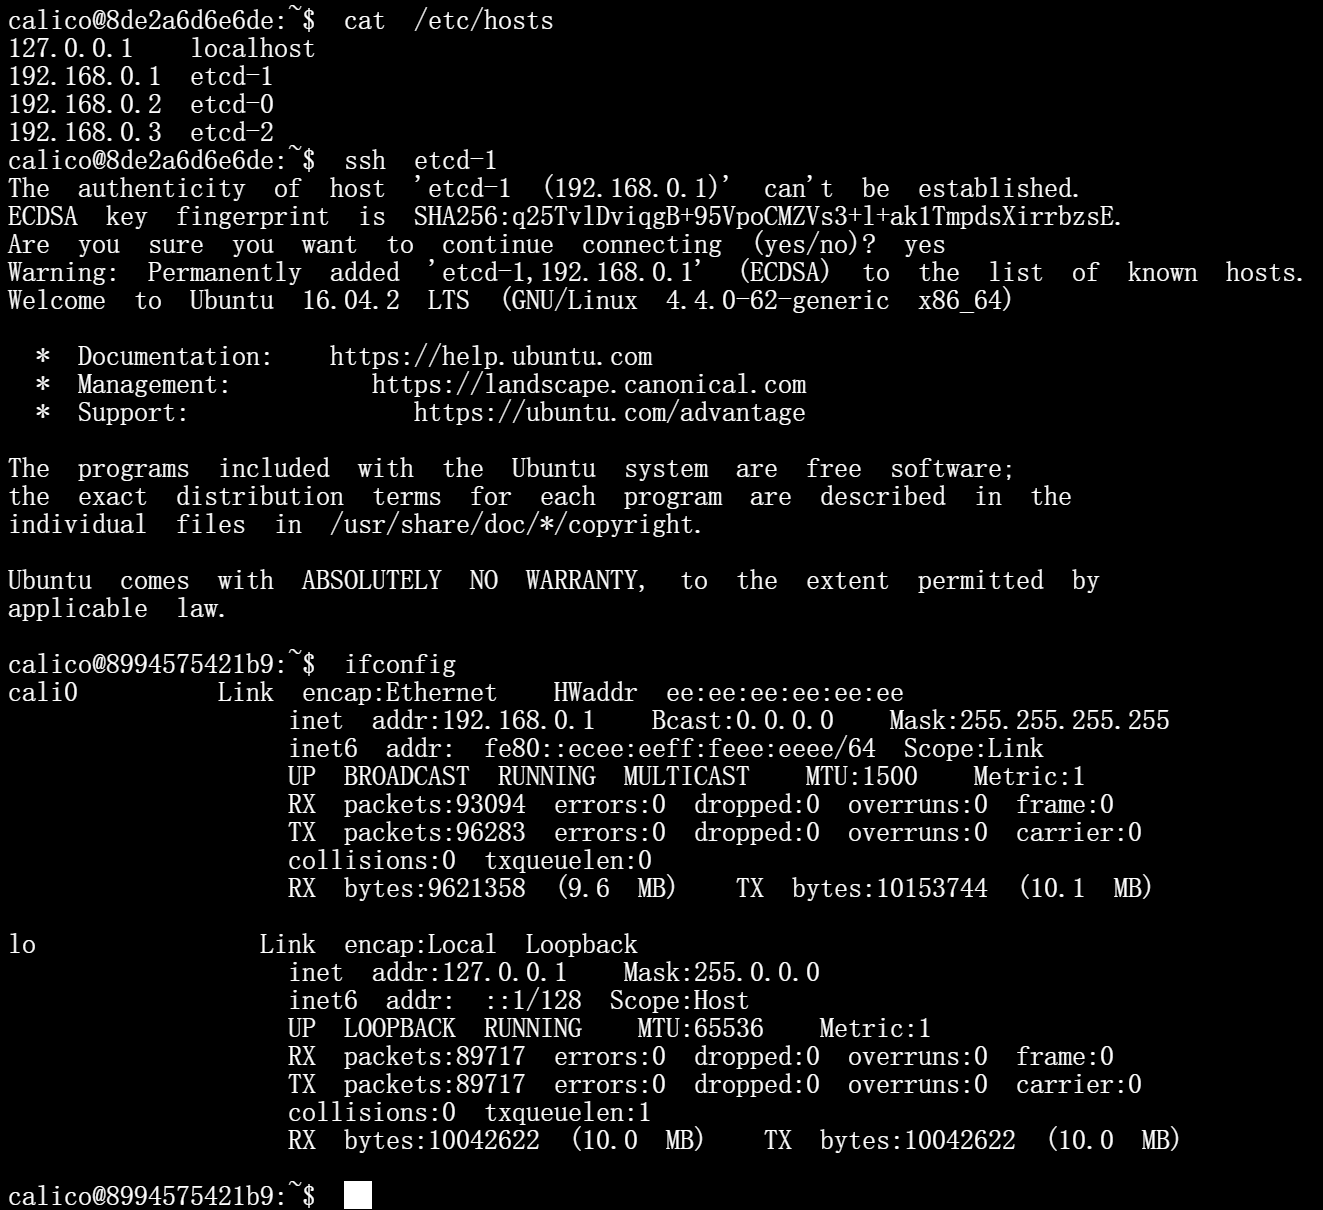 calico@8de2a6d6e6de:~$ cat /etc/hosts
127.0.0.1 localhost
192.168.0.1 etcd-1
192.168.0.2 etcd-0
192.168.0.3 etcd-2
calico@8de2a6d6e6de:~$ ssh etcd-1
The authenticity of host 'etcd-1 (192.168.0.1)' can't be established.
ECDSA key fingerprint is SHA256:q25TvlDviqgB+95VpoCMZVs3+l+ak1TmpdsXirrbzsE.
Are you sure you want to continue connecting (yes/no)? yes
Warning: Permanently added 'etcd-1,192.168.0.1' (ECDSA) to the list of known hosts.
Welcome to Ubuntu 16.04.2 LTS (GNU/Linux 4.4.0-62-generic x86_64)
* Documentation: https://help.ubuntu.com
* Management: https://landscape.canonical.com
* Support: https://ubuntu.com/advantage
The programs included with the Ubuntu system are free software;
the exact distribution terms for each program are described in the
individual files in /usr/share/doc/*/copyright.
Ubuntu comes with ABSOLUTELY NO WARRANTY, to the extent permitted by
applicable law.
calico@8994575421b9:~$ ifconfig
cali0 Link encap:Ethernet HWaddr ee:ee:ee:ee:ee:ee
inet addr:192.168.0.1 Bcast:0.0.0.0 Mask:255.255.255.255
inet6 addr: fe80::ecee:eeff:feee:eeee/64 Scope:Link
UP BROADCAST RUNNING MULTICAST MTU:1500 Metric:1
RX packets:93094 errors:0 dropped:0 overruns:0 frame:0
TX packets:96283 errors:0 dropped:0 overruns:0 carrier:0
collisions:0 txqueuelen:0
RX bytes:9621358 (9.6 MB) TX bytes:10153744 (10.1 MB)
lo Link encap:Local Loopback
inet addr:127.0.0.1 Mask:255.0.0.0
inet6 addr: ::1/128 Scope:Host
UP LOOPBACK RUNNING MTU:65536 Metric:1
RX packets:89717 errors:0 dropped:0 overruns:0 frame:0
TX packets:89717 errors:0 dropped:0 overruns:0 carrier:0
collisions:0 txqueuelen:1
RX bytes:10042622 (10.0 MB) TX bytes:10042622 (10.0 MB)
calico@8994575421b9:~$